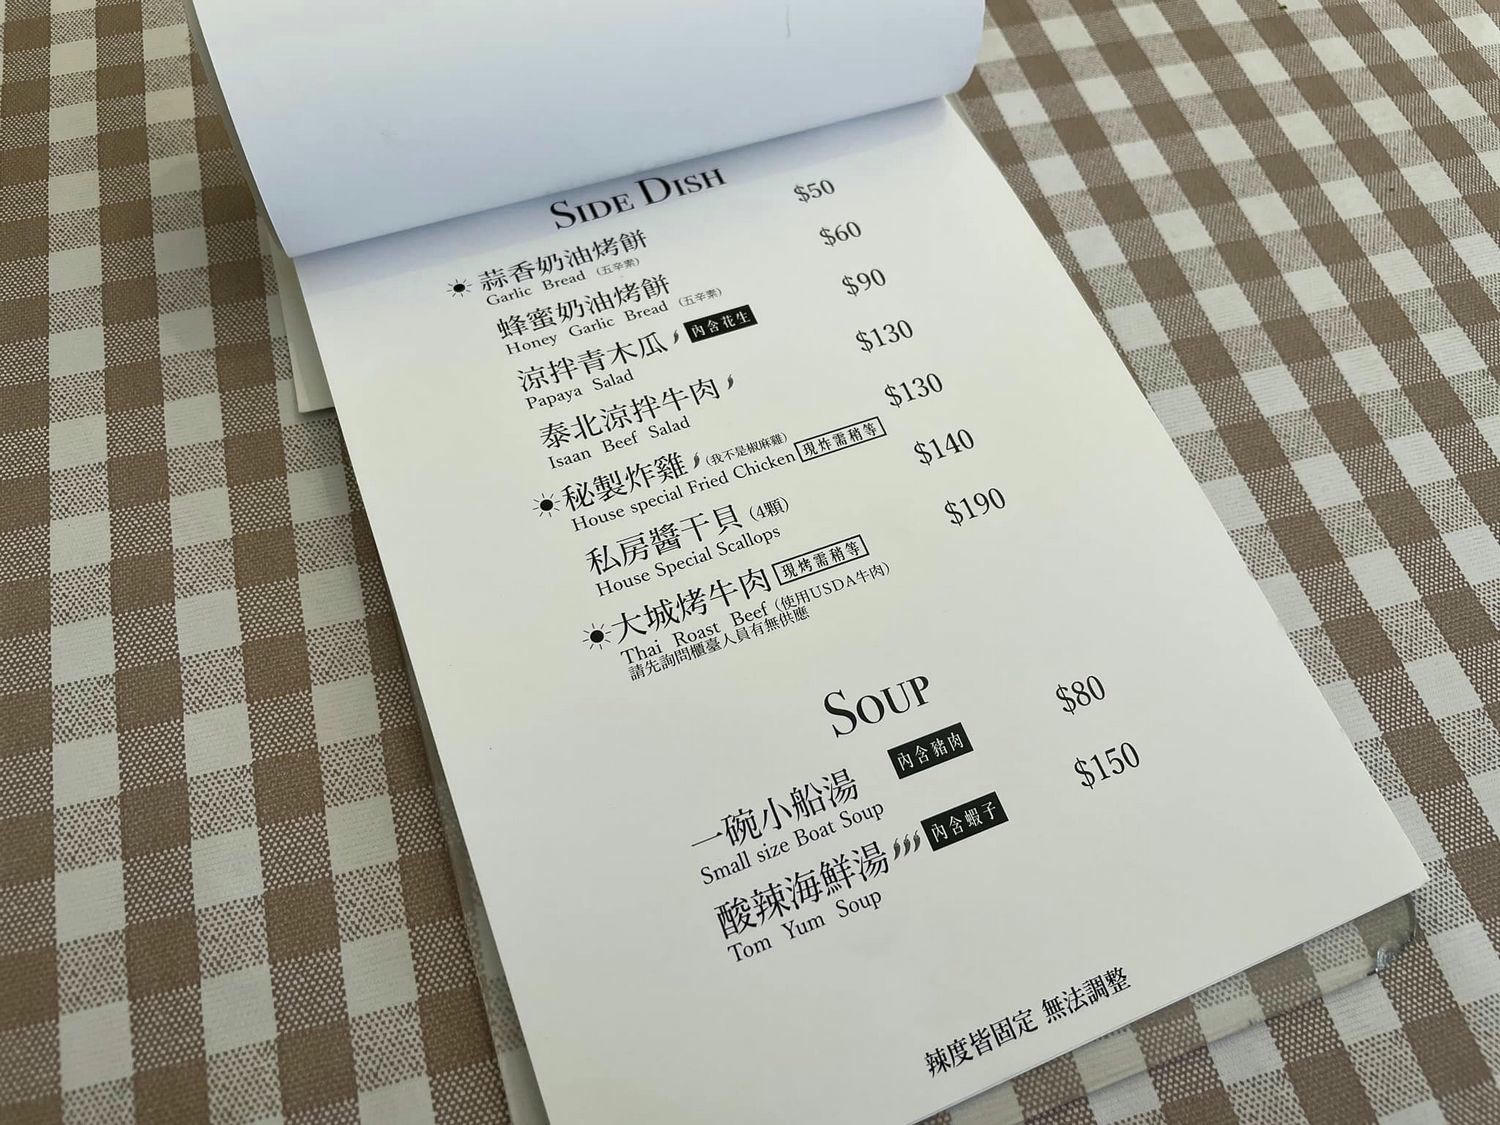 SIDE DISH
蒜香奶油烤餅 $50
Garlic Bread (五辛素)
蜂蜜奶油烤餅 $60
Honey Garlic Bread (五辛素)
涼拌青木瓜 內含花生 $90
Papaya Salad
泰北涼拌牛肉 $130
Isaan Beef Salad
秘製炸雞 (我不是椒麻雞) 現炸需稍等 $130
House special Fried Chicken
私房醬干貝 (4顆) $140
House Special Scallops
大城烤牛肉 現烤需稍等 $190
Thai Roast Beef (使用USDA牛肉)
請先詢問櫃臺人員有無供應
SOUP
一碗小船湯 內含豬肉 $80
Small size Boat Soup
酸辣海鮮湯 內含蝦子 $150
Tom Yum Soup
辣度皆固定 無法調整